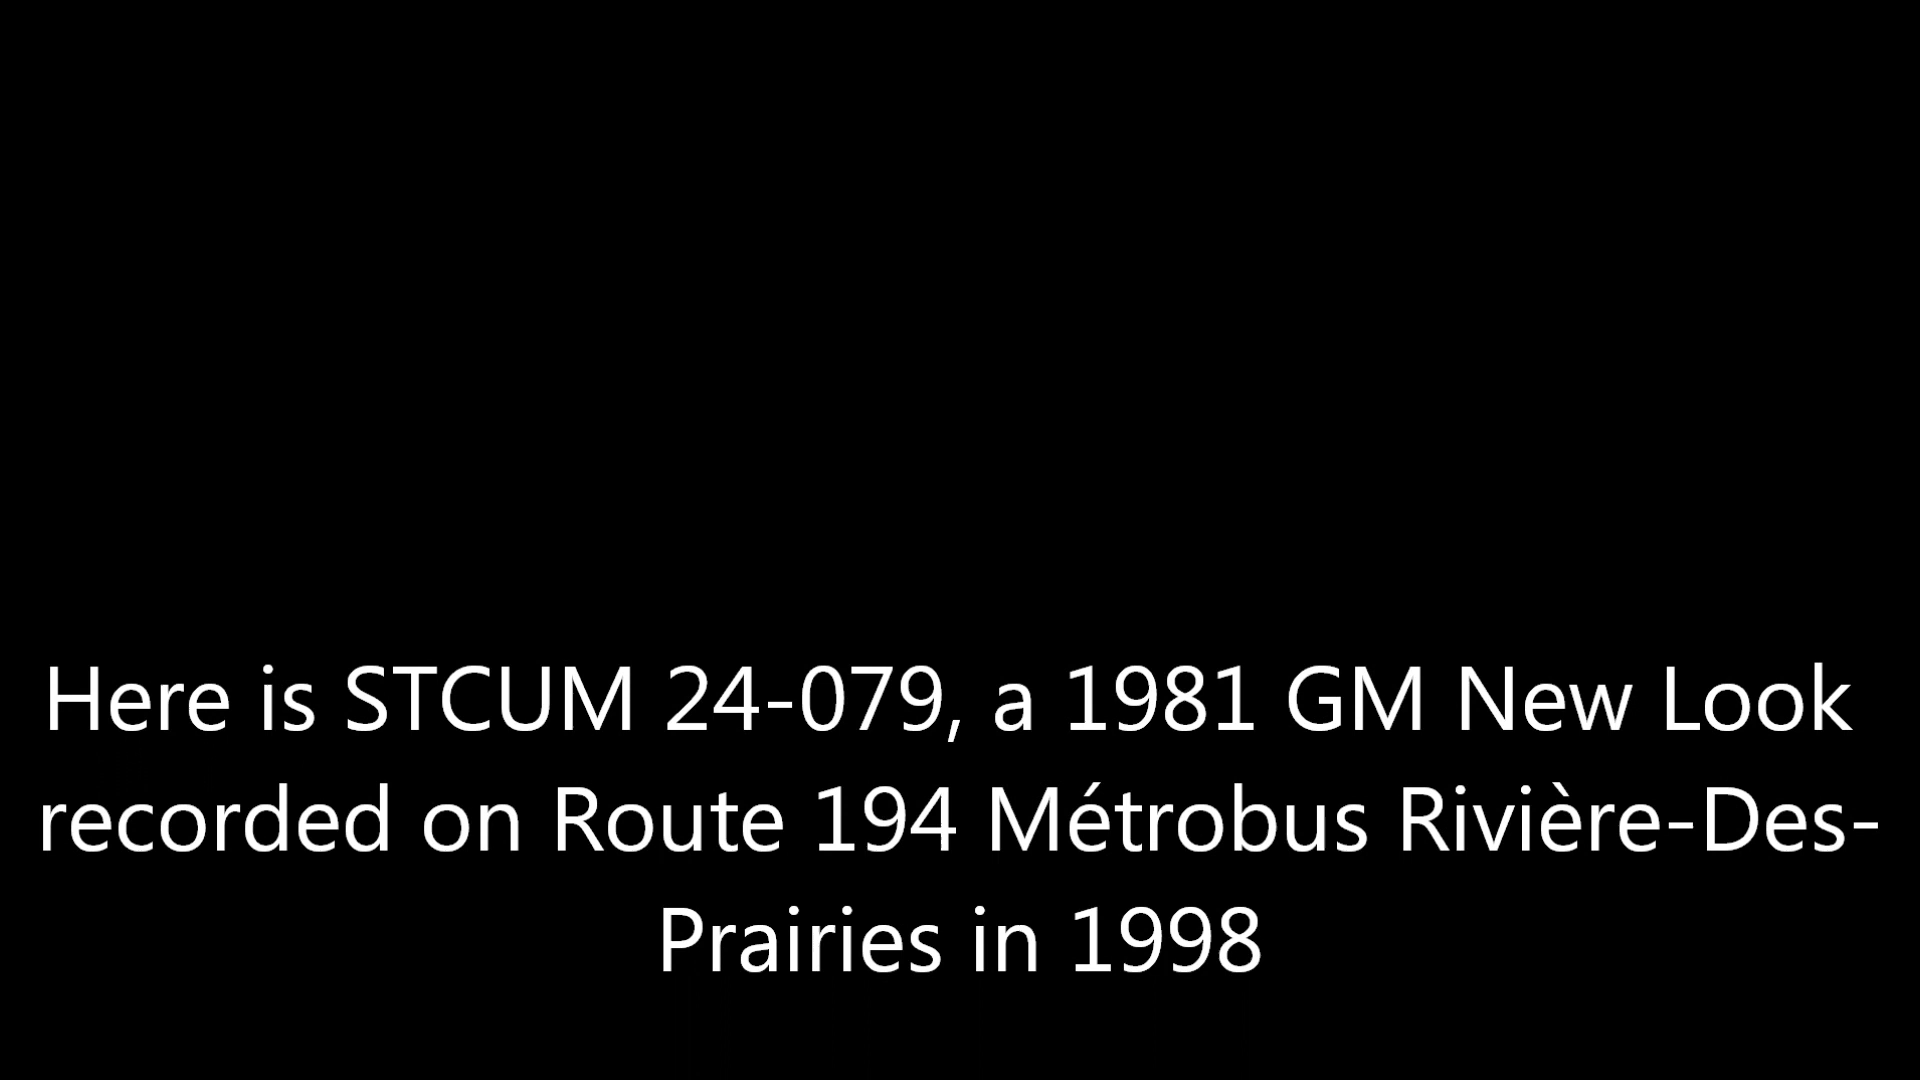 Here is STCUM 24-079, a 1981 GM New Look
recorded on Route 194 Métrobus Rivière-Des-
Prairies in 1998